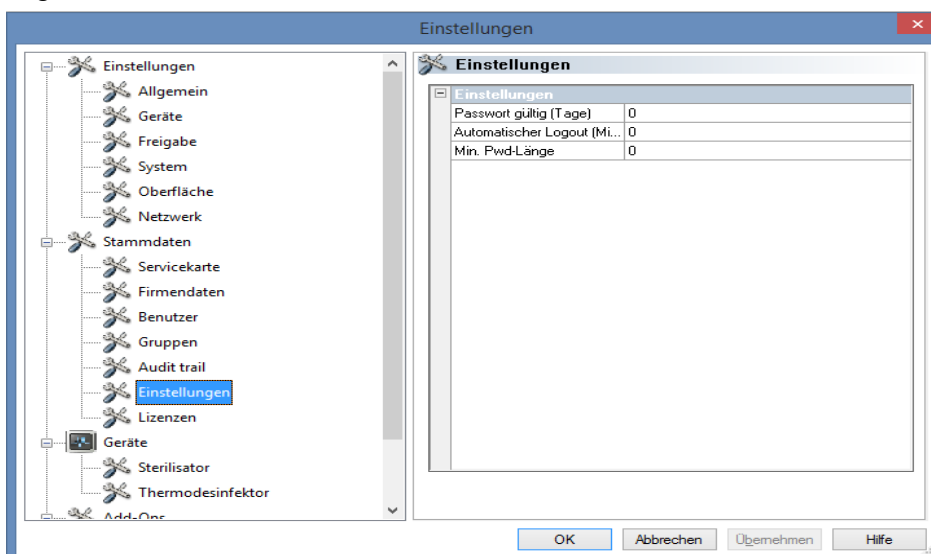 Einstellungen
Einstellungen
Allgemein
Geräte
Freigabe
System
Oberfläche
Netzwerk
Stammdaten
Servicekarte
Firmendaten
Benutzer
Gruppen
Audit trail
Einstellungen
Lizenzen
Geräte
Sterilisator
Thermodesinfektor
Add-Ons
Einstellungen
Einstellungen
Passwort gültig (Tage) 0
Automatischer Logout (Mi... 0
Min. Pwd-Länge 0
OK Abbrechen Übernehmen Hilfe